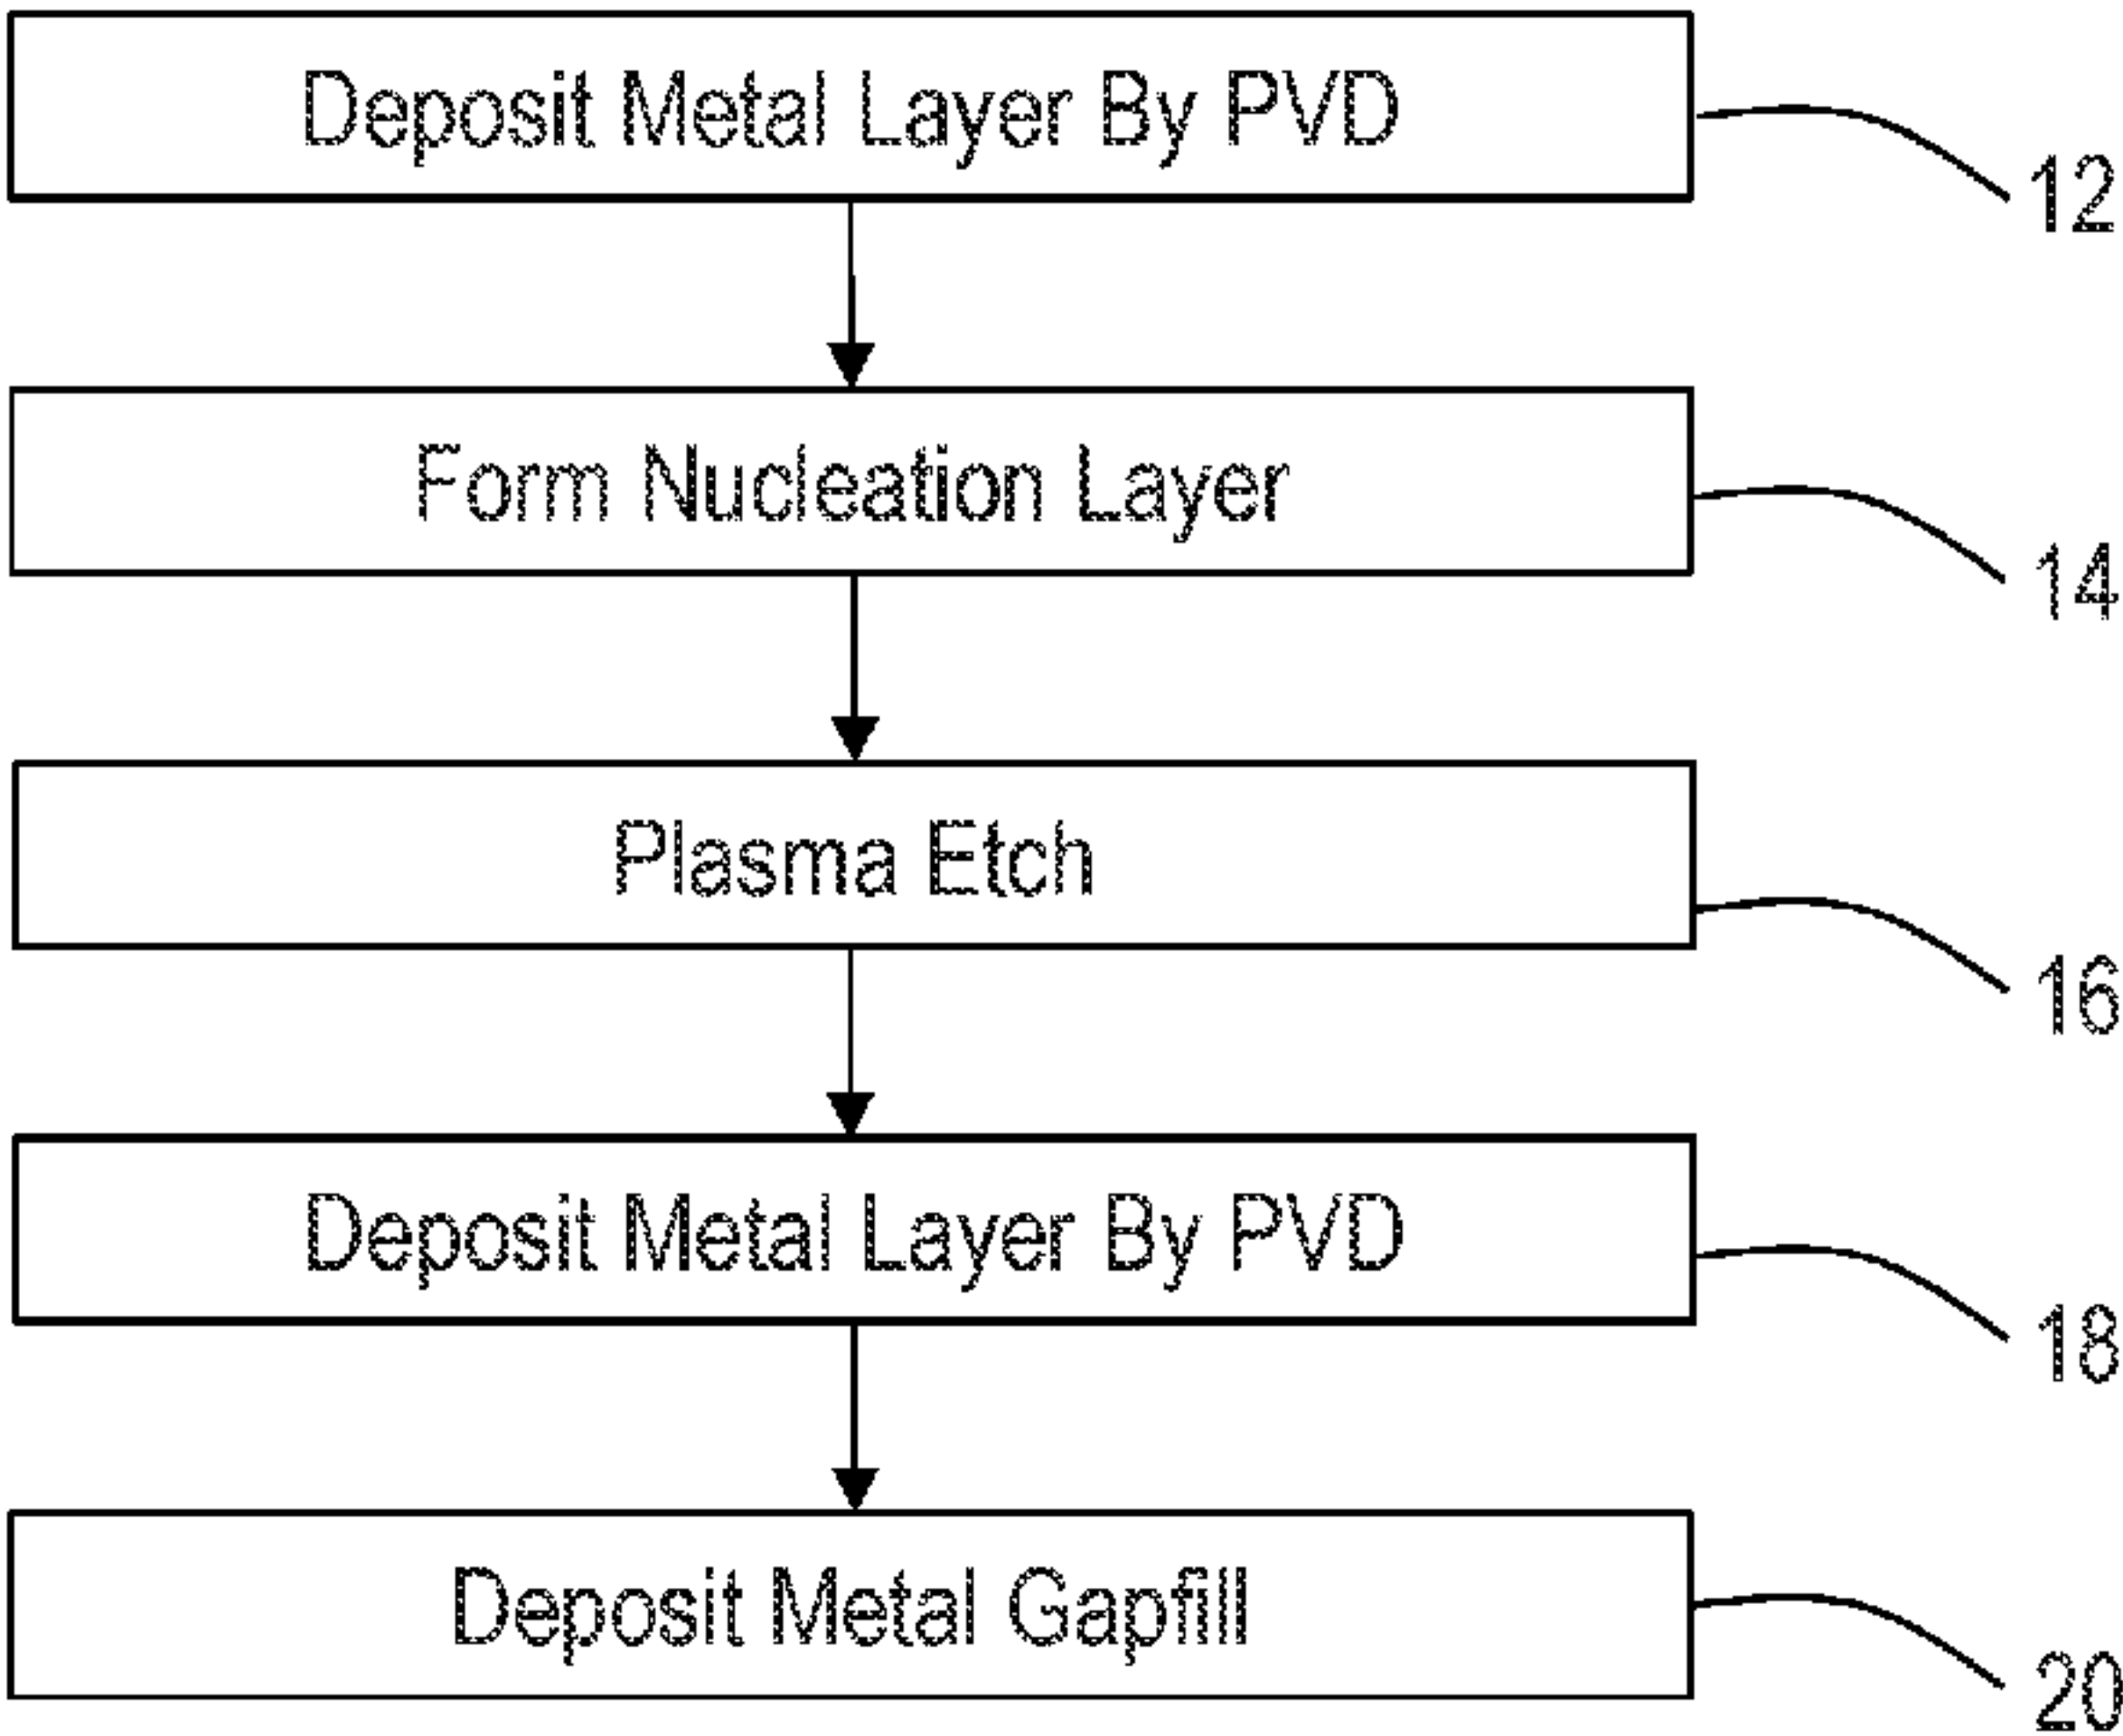 Deposit Metal Layer By PVD
12
Form Nucleation Layer
14
Plasma Etch
16
Deposit Metal Layer By PVD
18
Deposit Metal Gapfill
20